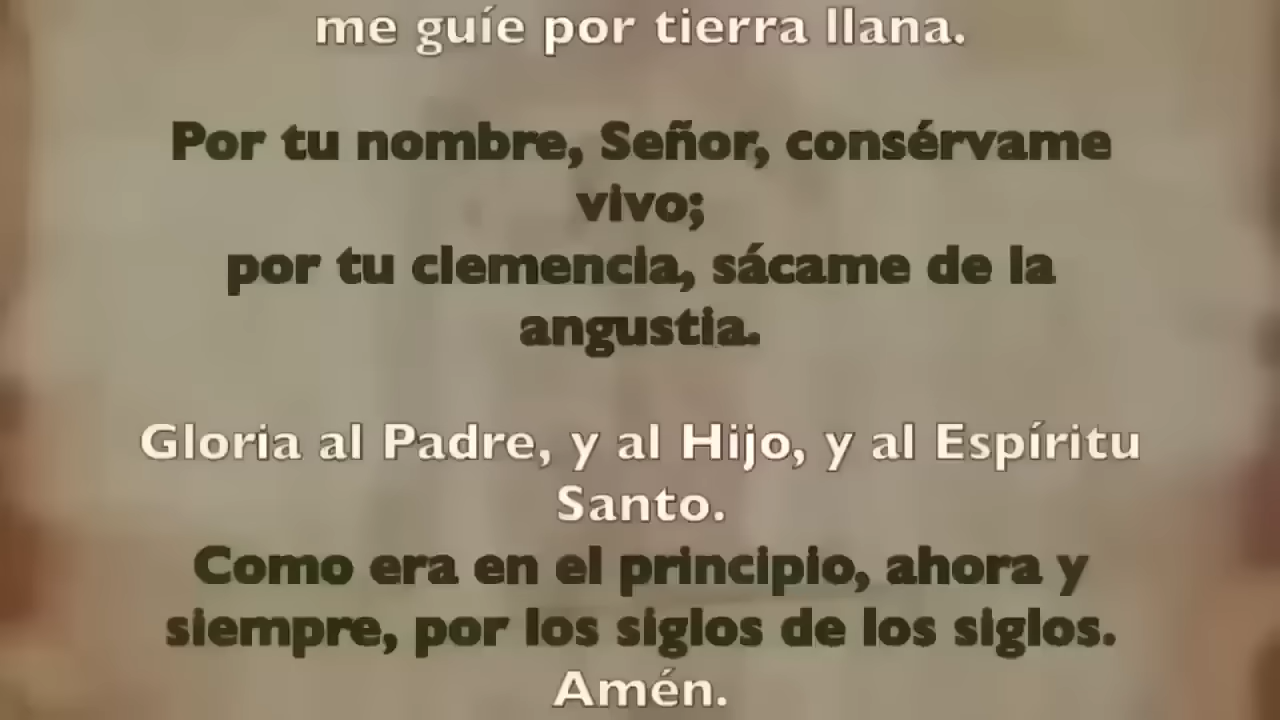 me guíe por tierra llana.
Por tu nombre, Señor, consérvame
vivo;
por tu clemencia, sácame de la
angustia.
Gloria al Padre, y al Hijo, y al Espíritu
Santo.
Como era en el principio, ahora y
siempre, por los siglos de los siglos.
Amén.